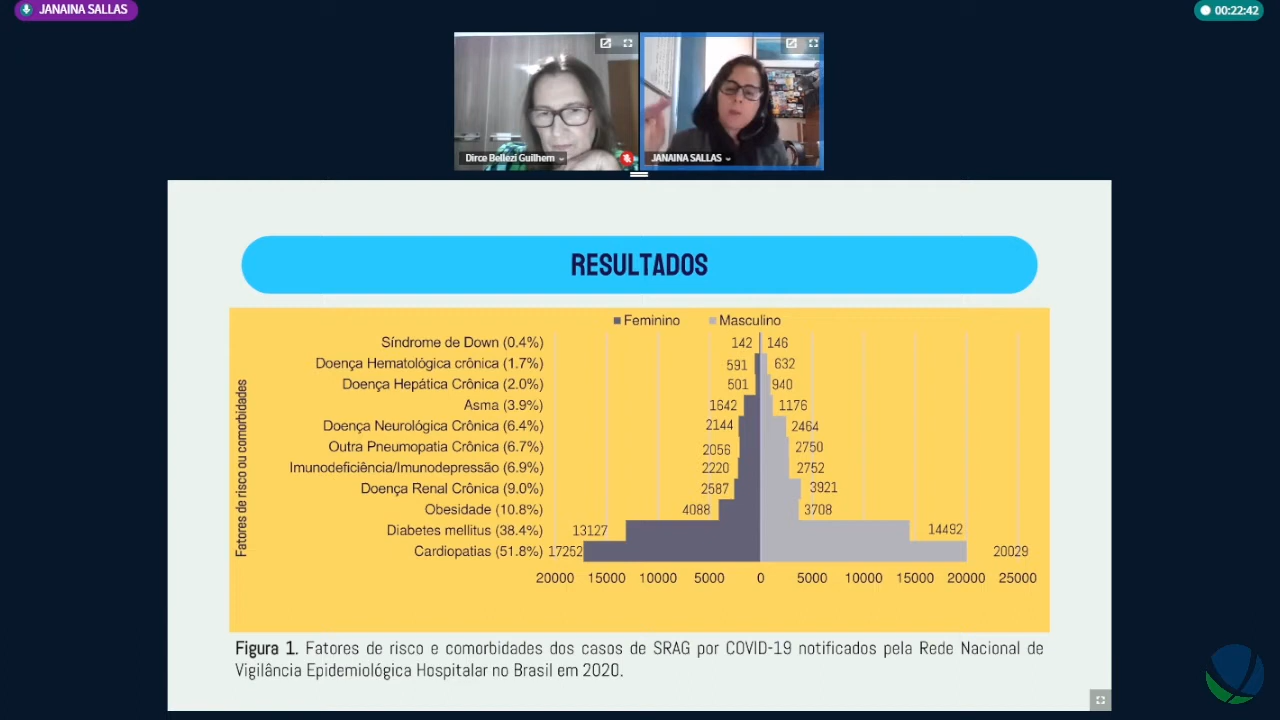 JANAINA SALLAS
00:22:42
Dirce Bellezi Guilhem
JANAINA SALLAS
RESULTADOS
Feminino Masculino
Fatores de risco ou comorbidades
Síndrome de Down (0.4%) 142 146
Doença Hematológica crônica (1.7%) 591 632
Doença Hepática Crônica (2.0%) 501 940
Asma (3.9%) 1642 1176
Doença Neurológica Crônica (6.4%) 2144 2464
Outra Pneumopatia Crônica (6.7%) 2056 2750
Imunodeficiência/Imunodepressão (6.9%) 2220 2752
Doença Renal Crônica (9.0%) 2587 3921
Obesidade (10.8%) 4088 3708
Diabetes mellitus (38.4%) 13127 14492
Cardiopatias (51.8%) 17252 20029
20000 15000 10000 5000 0 5000 10000 15000 20000 25000
Figura 1. Fatores de risco e comorbidades dos casos de SRAG por COVID-19 notificados pela Rede Nacional de
Vigilância Epidemiológica Hospitalar no Brasil em 2020.